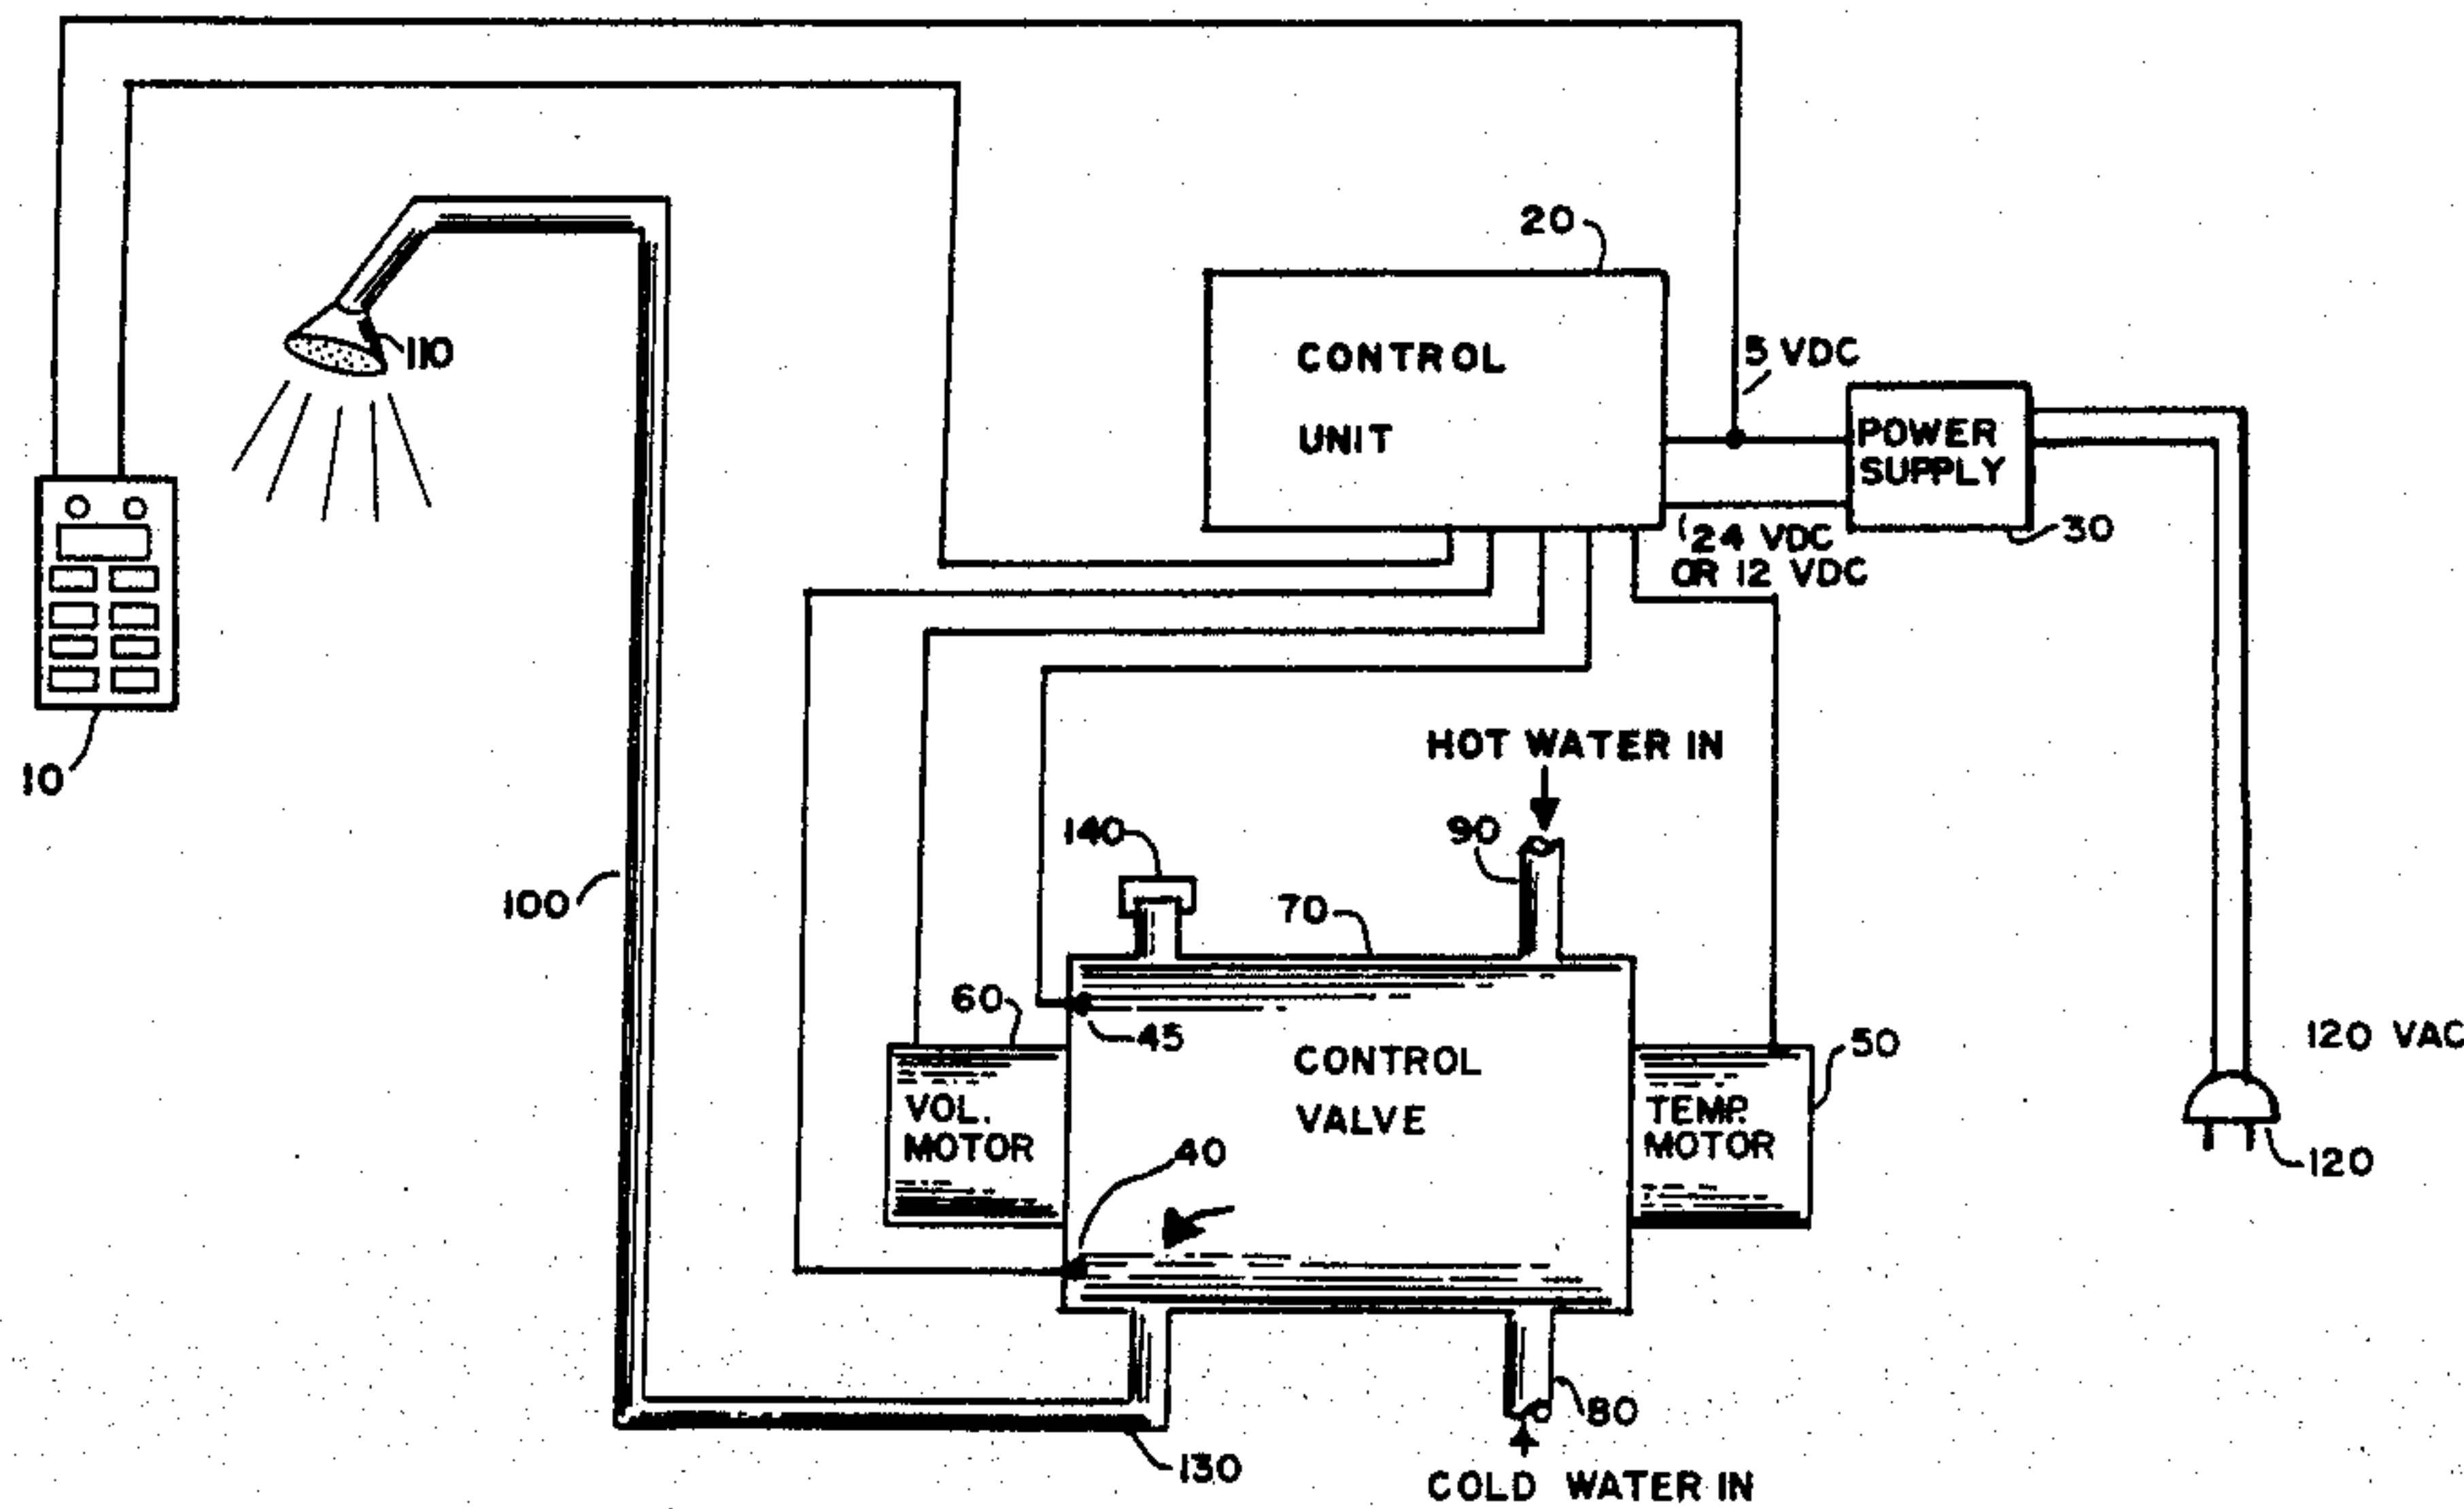 20
CONTROL
UNIT
5 VDC
POWER
SUPPLY
30
24 VDC
OR 12 VDC
110
10
HOT WATER IN
140
90
100
70
60
45
50
120 VAC
CONTROL
VALVE
VOL.
MOTOR
TEMP.
MOTOR
40
120
80
130
COLD WATER IN